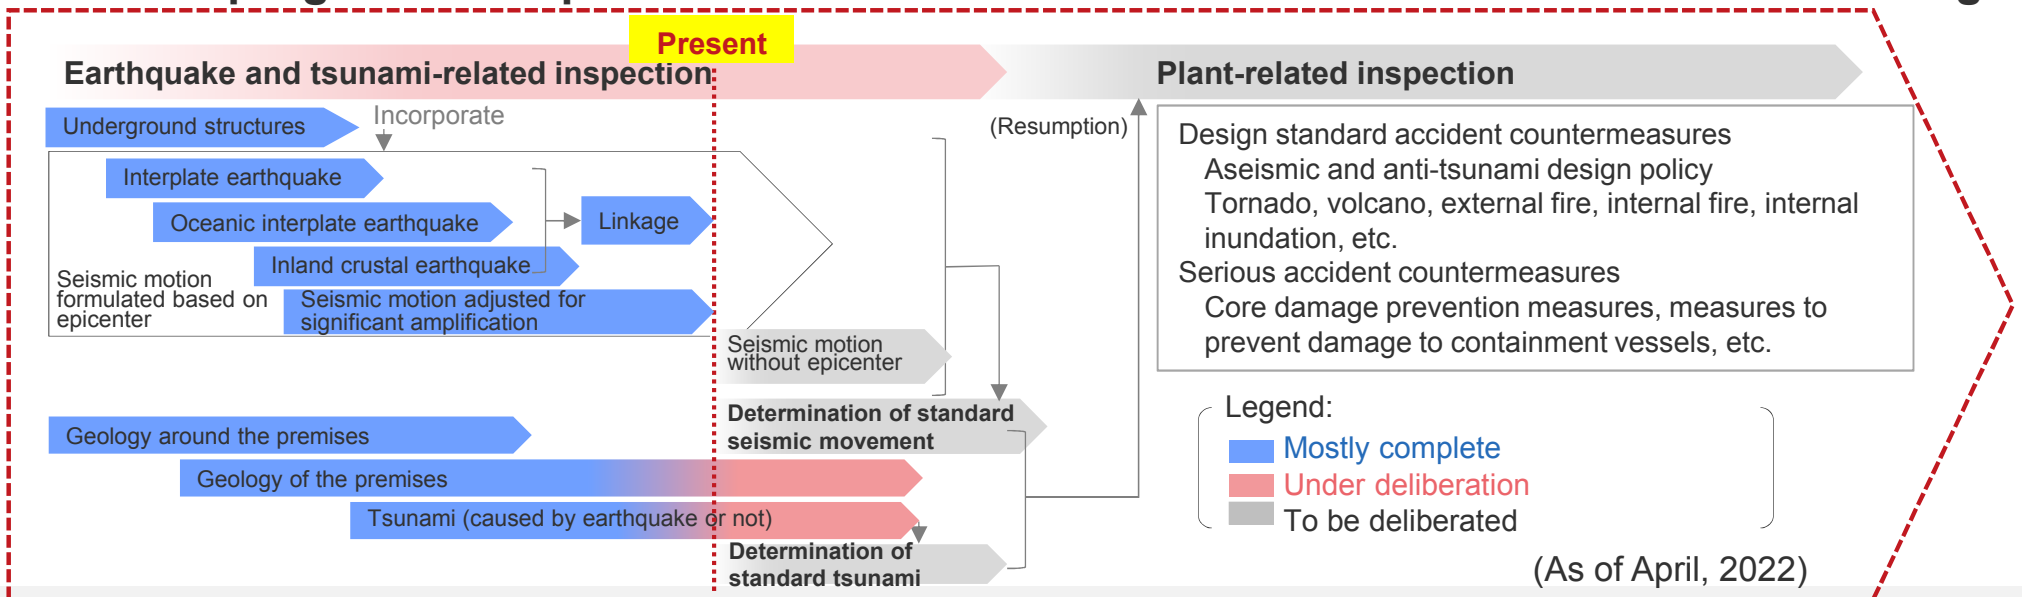 Present
Earthquake and tsunami-related inspection
Plant-related inspection
Underground structures
Incorporate
(Resumption)
Interplate earthquake
Oceanic interplate earthquake
Linkage
Inland crustal earthquake
Seismic motion
formulated based on
epicenter
Seismic motion adjusted for
significant amplification
Seismic motion
without epicenter
Determination of standard
seismic movement
Geology around the premises
Geology of the premises
Tsunami (caused by earthquake or not)
Determination of
standard tsunami
Design standard accident countermeasures
Aseismic and anti-tsunami design policy
Tornado, volcano, external fire, internal fire, internal
inundation, etc.
Serious accident countermeasures
Core damage prevention measures, measures to
prevent damage to containment vessels, etc.
Legend:
Mostly complete
Under deliberation
To be deliberated
(As of April, 2022)